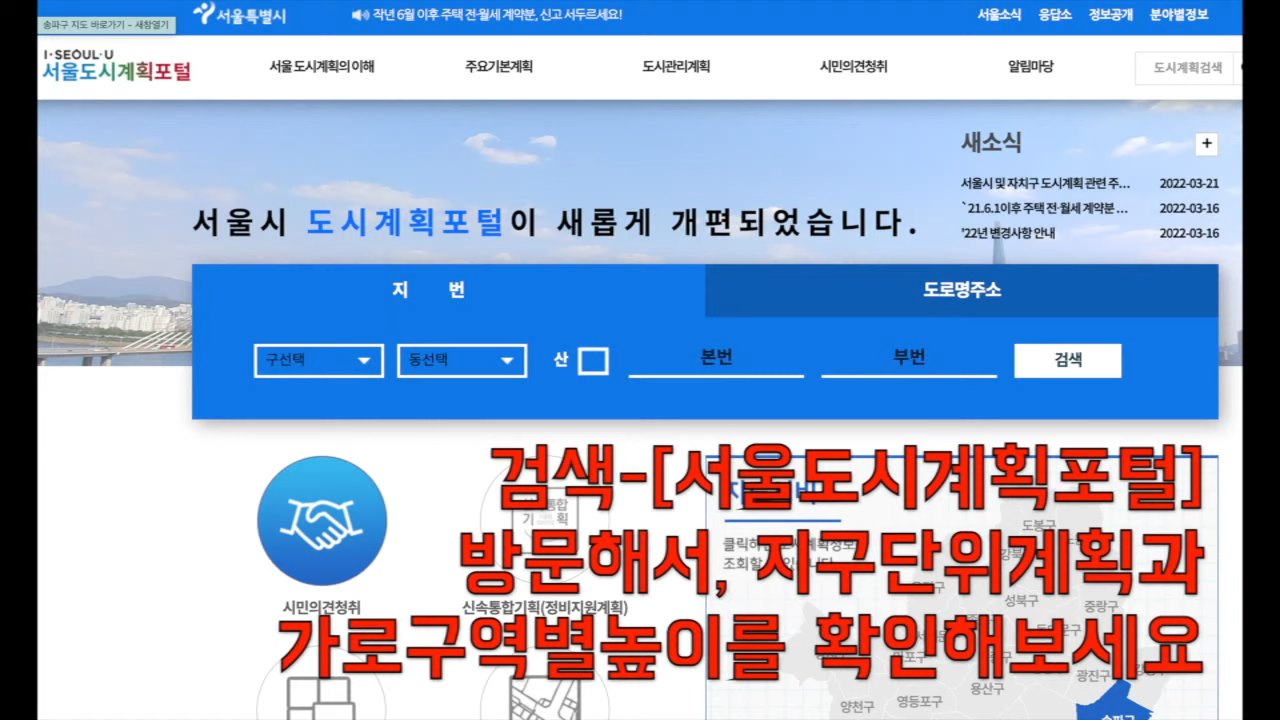 송파구 지도 바로가기 - 새창열기
서울특별시
작년 6월 이후 주택 전·월세 계약분, 신고 서두르세요!
서울소식 응답소 정보공개 분야별정보
I·SEOUL·U
서울도시계획포털
서울 도시계획의 이해 주요기본계획 도시관리계획 시민의견청취 알림마당 도시계획검색
새소식 +
서울시 및 자치구 도시계획 관련 주... 2022-03-21
`21.6.1이후 주택 전·월세 계약분 ... 2022-03-16
'22년 변경사항 안내 2022-03-16
서울시 도시계획포털이 새롭게 개편되었습니다.
지 번 도로명주소
구선택 동선택 산 본번 부번 검색
검색-[서울도시계획포털]
방문해서, 지구단위계획과
가로구역별높이를 확인해보세요
시민의견청취 신속통합기획(정비지원계획)
도봉구
성북구
중랑구
광진구
용산구
영등포구
양천구
송파구